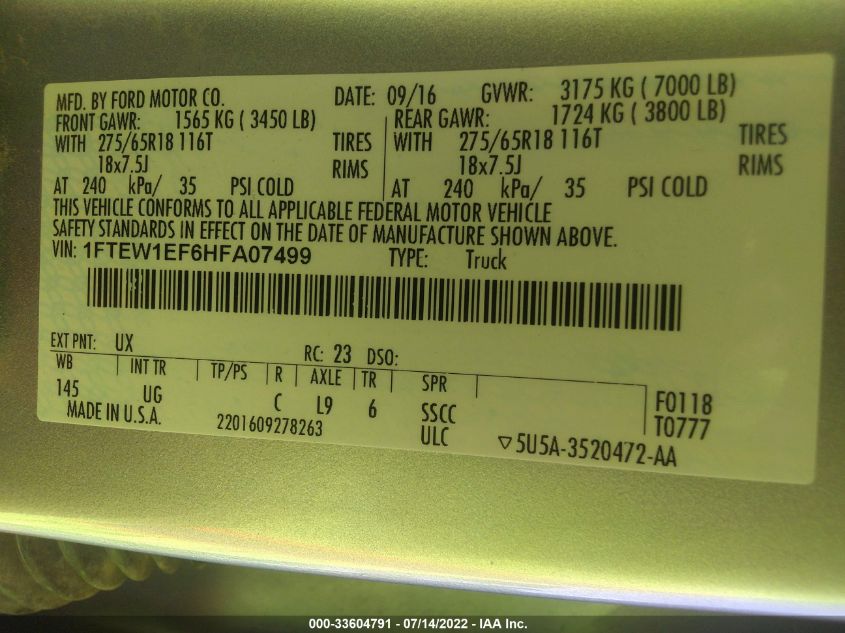 MFD. BY FORD MOTOR CO. DATE: 09/16 GVWR: 3175 KG ( 7000 LB)
FRONT GAWR: 1565 KG ( 3450 LB) REAR GAWR: 1724 KG ( 3800 LB)
WITH 275/65R18 116T TIRES WITH 275/65R18 116T TIRES
18x7.5J RIMS 18x7.5J RIMS
AT 240 kPa/ 35 PSI COLD AT 240 kPa/ 35 PSI COLD
THIS VEHICLE CONFORMS TO ALL APPLICABLE FEDERAL MOTOR VEHICLE
SAFETY STANDARDS IN EFFECT ON THE DATE OF MANUFACTURE SHOWN ABOVE.
VIN: 1FTEW1EF6HFA07499 TYPE: Truck
EXT PNT: UX RC: 23 DSO:
WB INT TR TP/PS R AXLE TR SPR
145 UG C L9 6 SSCC F0118
MADE IN U.S.A. 2201609278263 ULC T0777
▽5U5A-3520472-AA
000-33604791 - 07/14/2022 - IAA Inc.